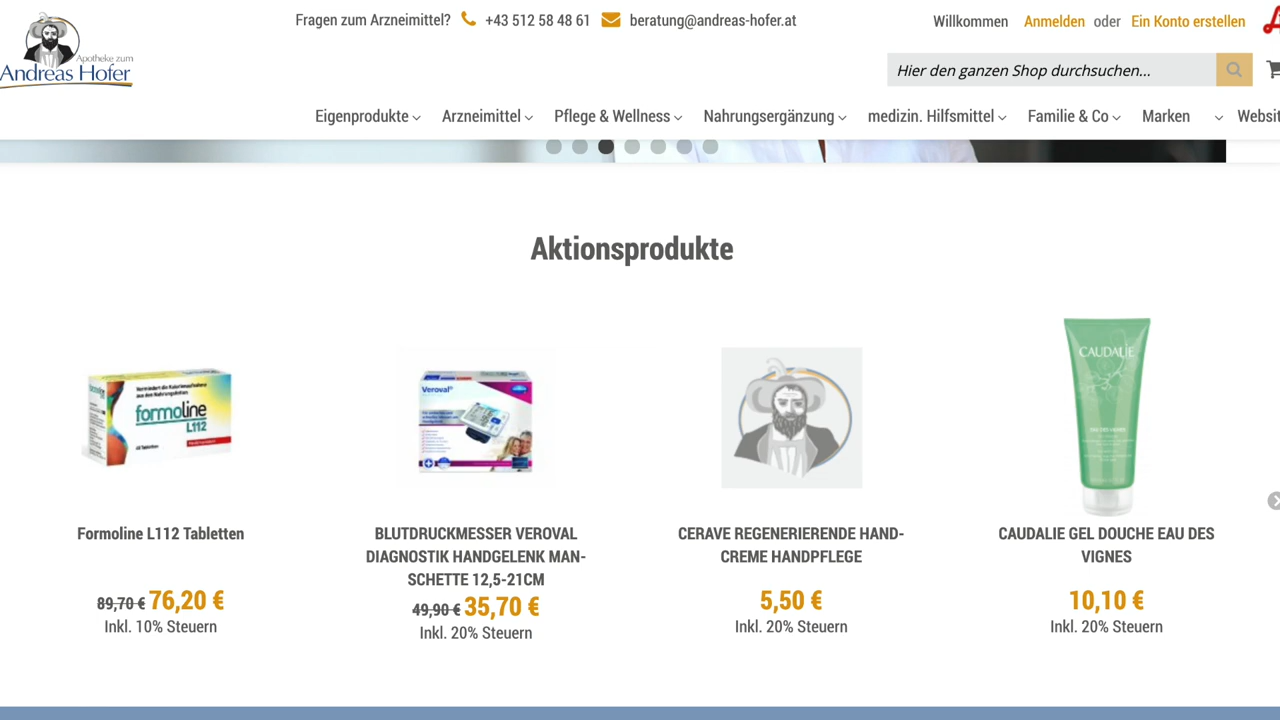 Fragen zum Arzneimittel? +43 512 58 48 61 beratung@andreas-hofer.at
Willkommen Anmelden oder Ein Konto erstellen
Apotheke zum
Andreas Hofer
Hier den ganzen Shop durchsuchen...
Eigenprodukte Arzneimittel Pflege & Wellness Nahrungsergänzung medizin. Hilfsmittel Familie & Co Marken Websit
Aktionsprodukte
formoline
L112
Veroval®
CAUDALIE
Formoline L112 Tabletten
89,70 € 76,20 €
Inkl. 10% Steuern
BLUTDRUCKMESSER VEROVAL
DIAGNOSTIK HANDGELENK MAN-
SCHETTE 12,5-21CM
49,90 € 35,70 €
Inkl. 20% Steuern
CERAVE REGENERIERENDE HAND-
CREME HANDPFLEGE
5,50 €
Inkl. 20% Steuern
CAUDALIE GEL DOUCHE EAU DES
VIGNES
10,10 €
Inkl. 20% Steuern